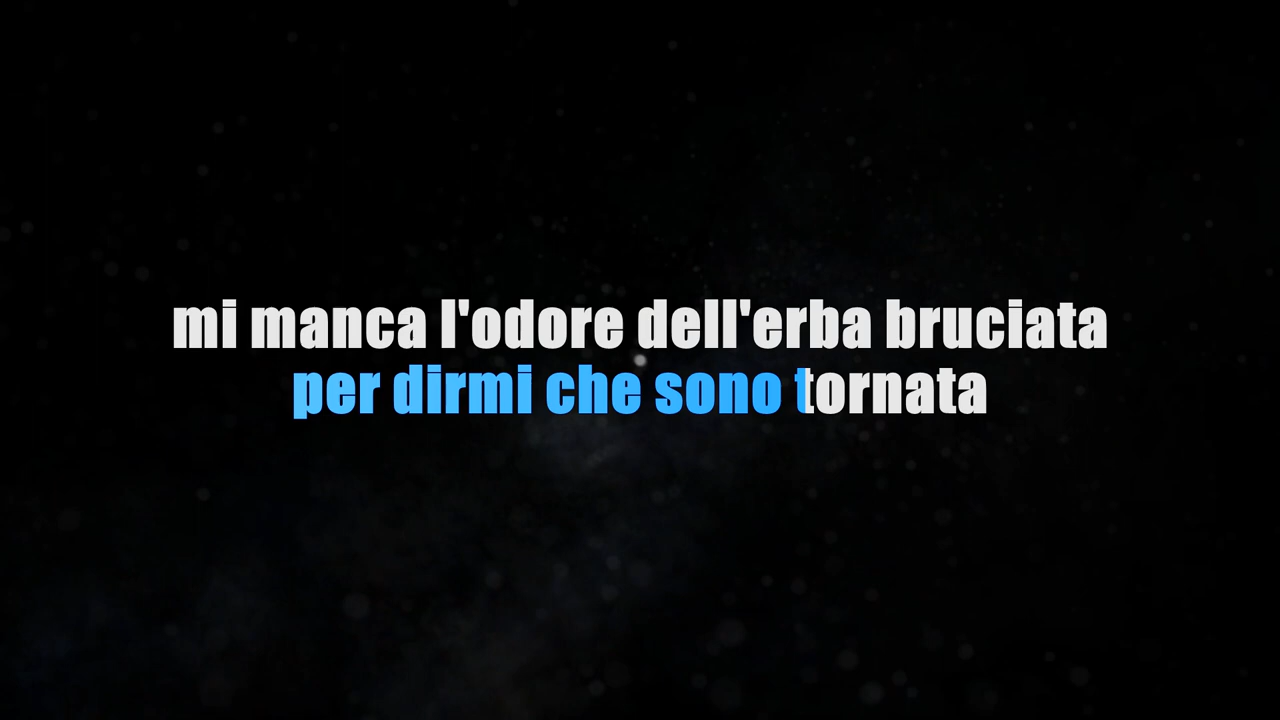 mi manca l'odore dell'erba bruciata
per dirmi che sono tornata